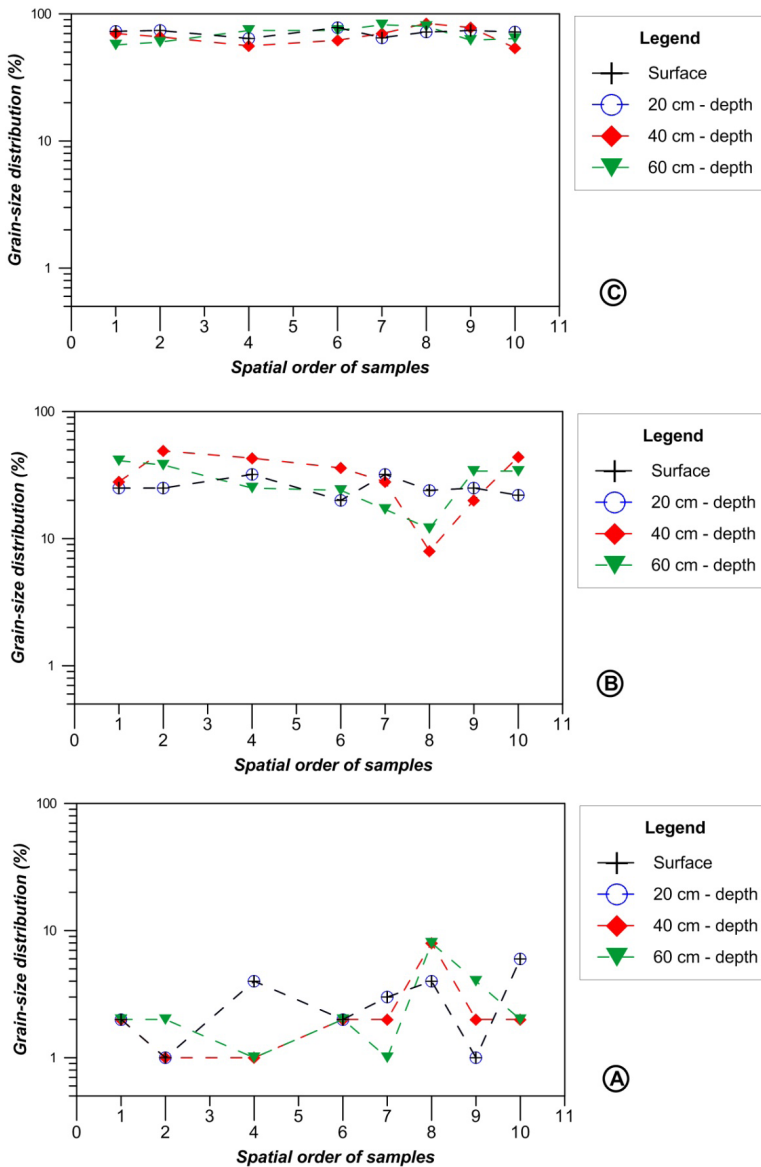 100
10
1
Grain-size distribution (%)
0 1 2 3 4 5 6 7 8 9 10 11
Spatial order of samples
Legend
Surface
20 cm - depth
40 cm - depth
60 cm - depth
C
100
10
1
Grain-size distribution (%)
0 1 2 3 4 5 6 7 8 9 10 11
Spatial order of samples
Legend
Surface
20 cm - depth
40 cm - depth
60 cm - depth
B
100
10
1
Grain-size distribution (%)
0 1 2 3 4 5 6 7 8 9 10 11
Spatial order of samples
Legend
Surface
20 cm - depth
40 cm - depth
60 cm - depth
A